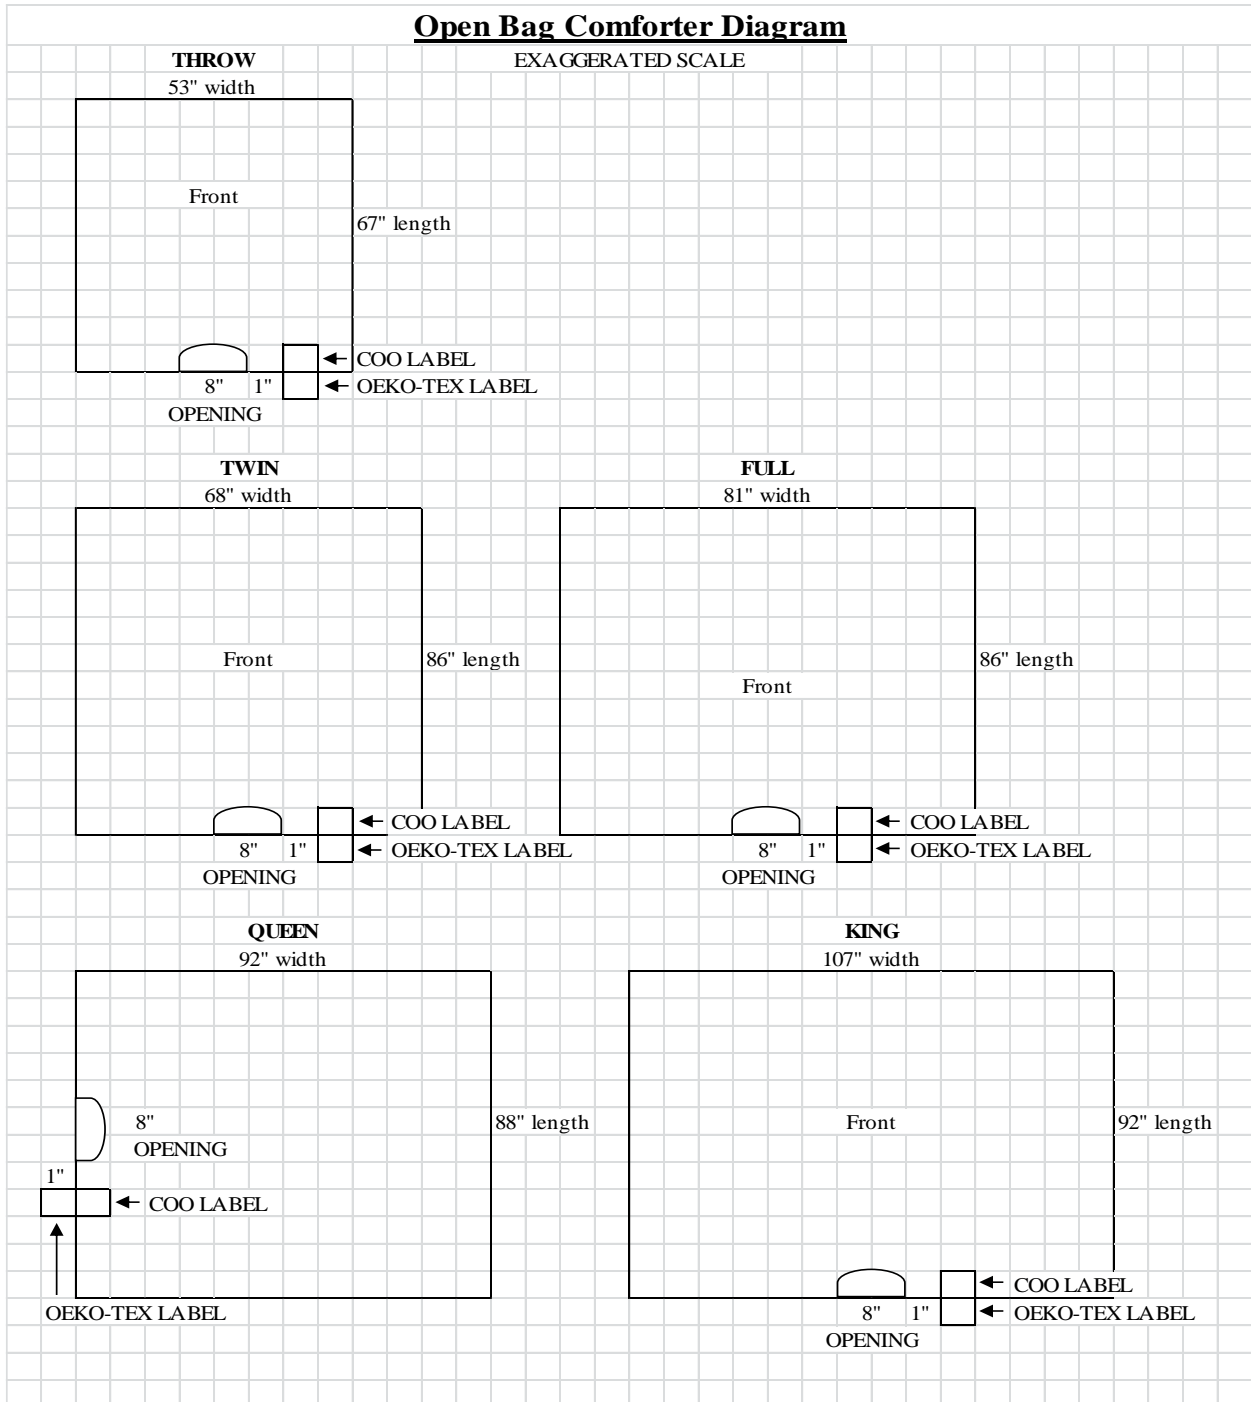 Open Bag Comforter Diagram
THROW
EXAGGERATED SCALE
53" width
Front
67" length
COO LABEL
8" 1"
OEKO-TEX LABEL
OPENING
TWIN
68" width
Front
86" length
COO LABEL
8" 1"
OEKO-TEX LABEL
OPENING
FULL
81" width
Front
86" length
COO LABEL
8" 1"
OEKO-TEX LABEL
OPENING
QUEEN
92" width
88" length
8"
OPENING
1"
COO LABEL
OEKO-TEX LABEL
KING
107" width
Front
92" length
COO LABEL
8" 1"
OEKO-TEX LABEL
OPENING